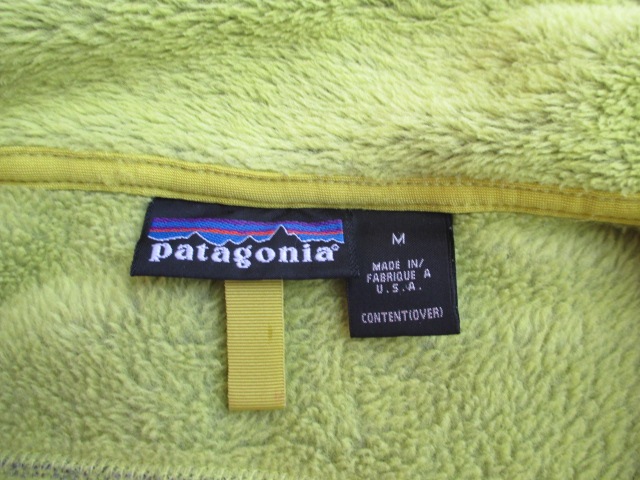 patagonia®
M
MADE IN/
FABRIQUE A
U.S.A.
CONTENT(OVER)